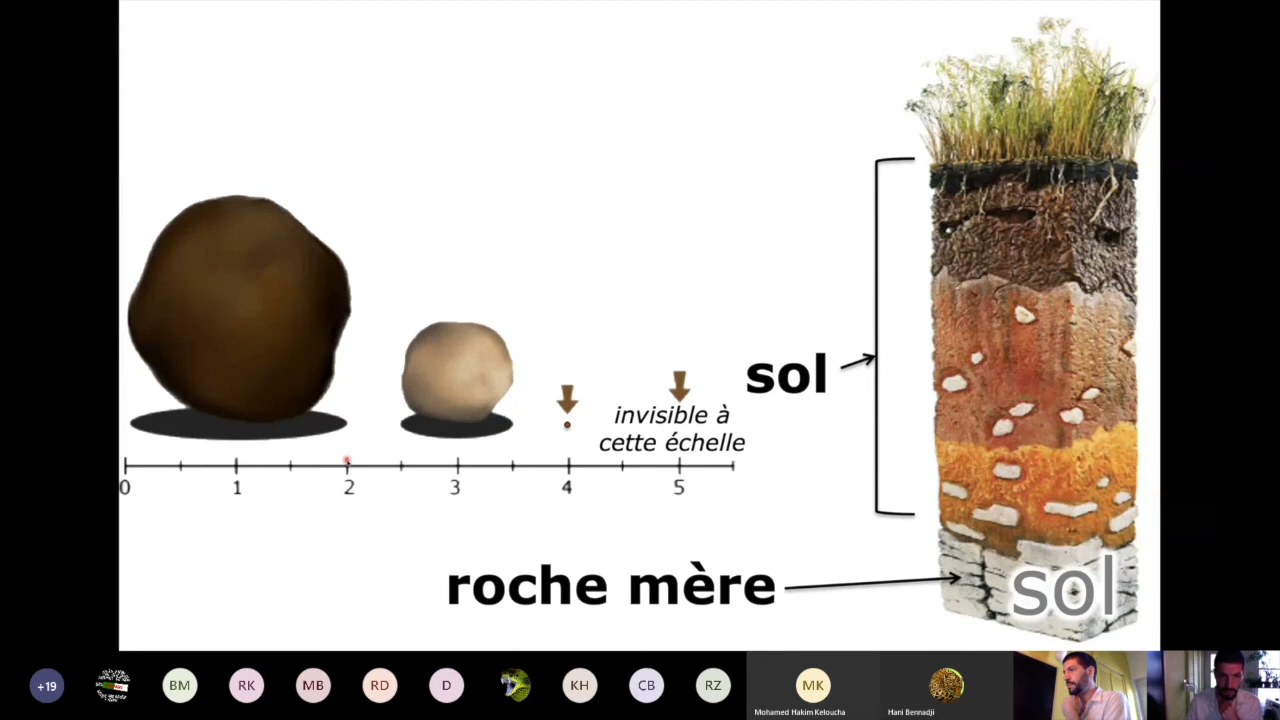 invisible à
cette échelle
sol
0 1 2 3 4 5
roche mère
sol
+19 BM RK MB RD D KH CB RZ MK
Mohamed Hakim Keloucha Hani Bennadji